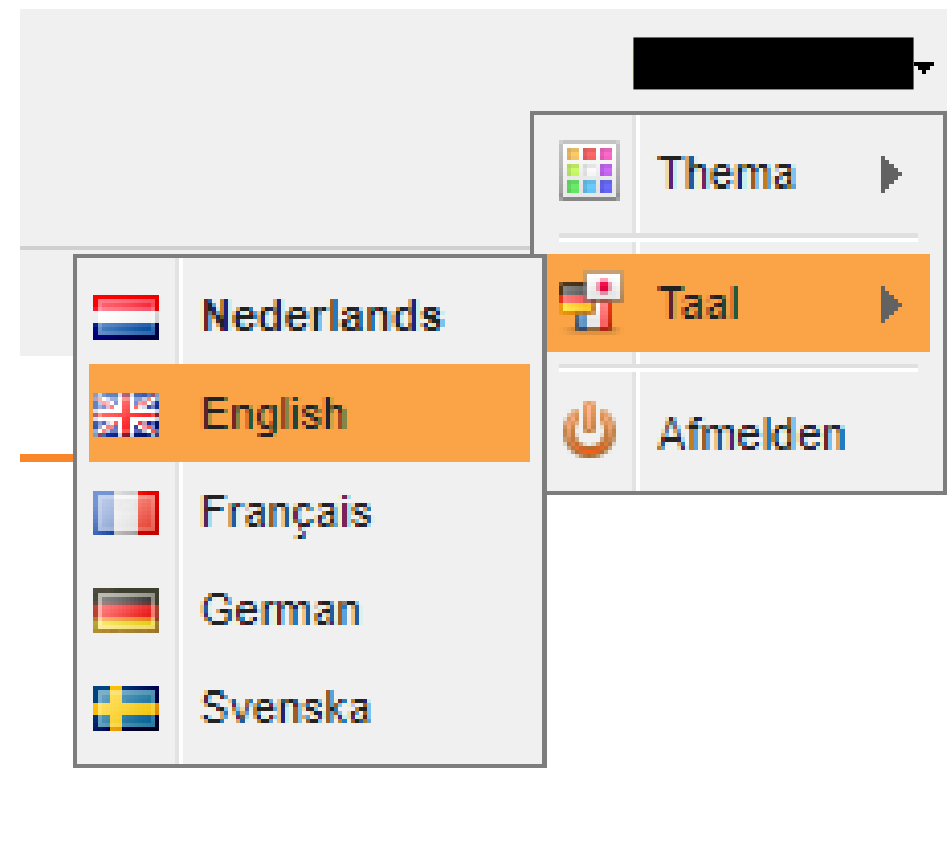 Thema
Taal
Afmelden
Nederlands
English
Français
German
Svenska